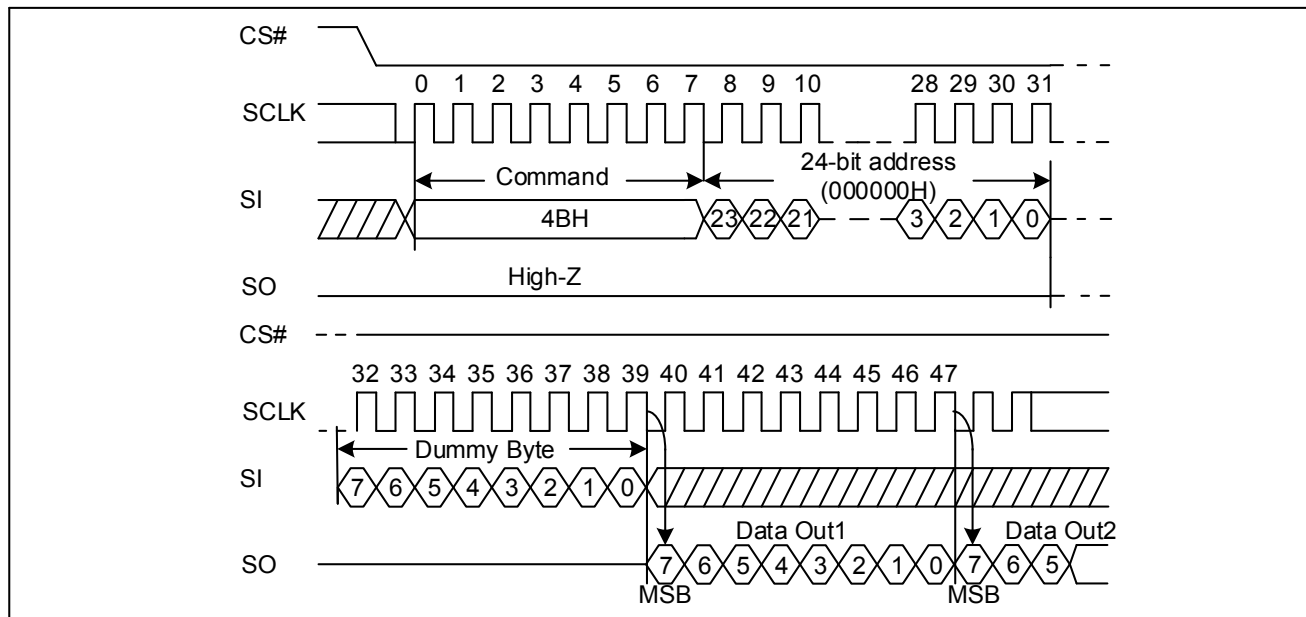 CS#
0 1 2 3 4 5 6 7 8 9 10 28 29 30 31
SCLK
Command
24-bit address
(000000H)
SI
4BH
23 22 21 3 2 1 0
High-Z
SO
CS#
32 33 34 35 36 37 38 39 40 41 42 43 44 45 46 47
SCLK
Dummy Byte
SI
7 6 5 4 3 2 1 0
Data Out1 Data Out2
SO
7 6 5 4 3 2 1 0 7 6 5
MSB MSB